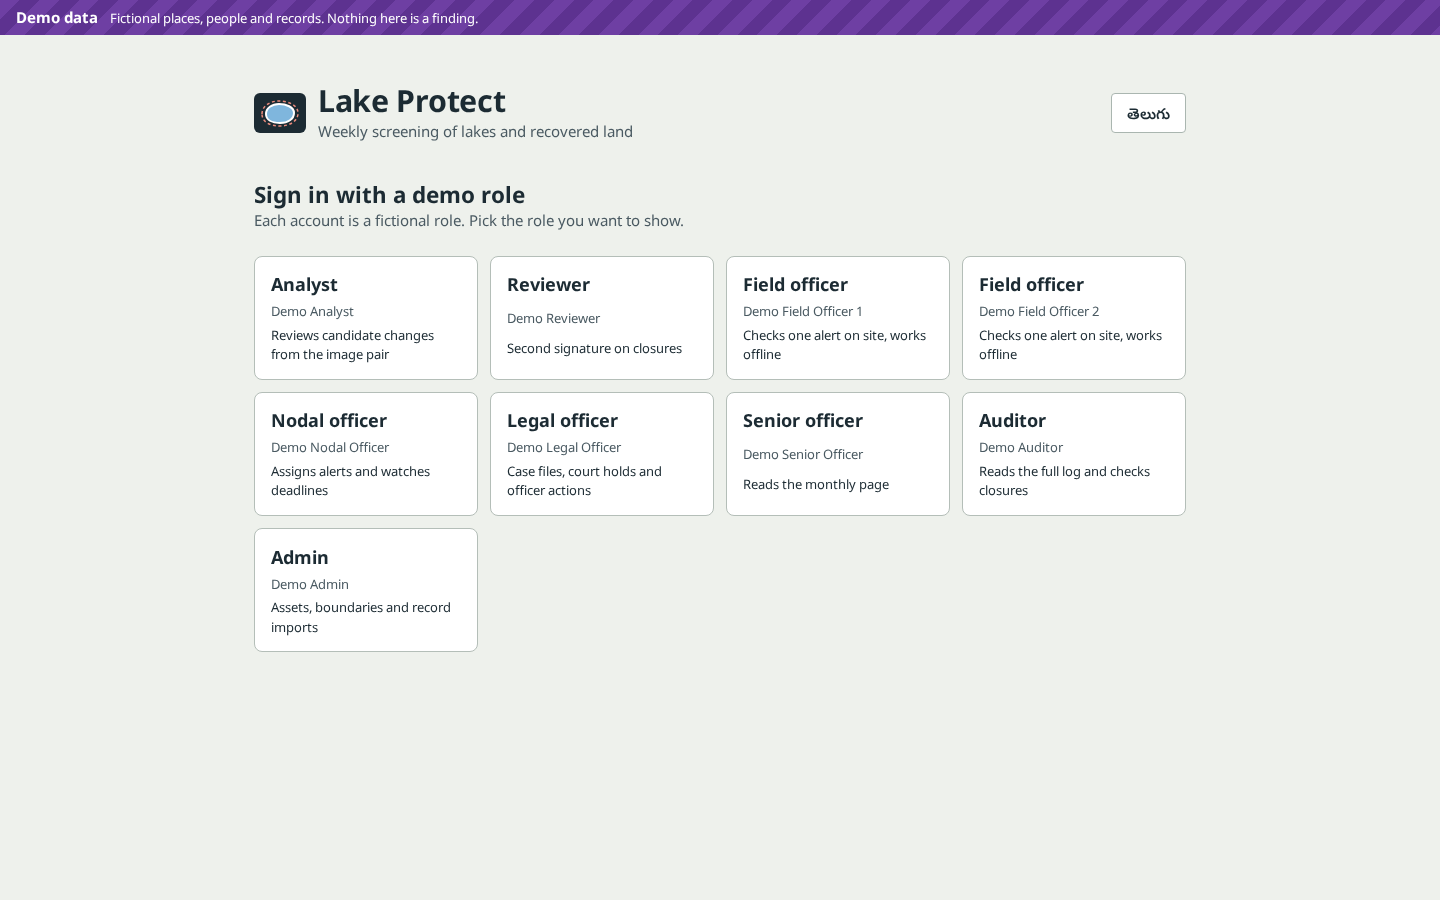 Demo data Fictional places, people and records. Nothing here is a finding.
Lake Protect
Weekly screening of lakes and recovered land
తెలుగు
Sign in with a demo role
Each account is a fictional role. Pick the role you want to show.
Analyst
Demo Analyst
Reviews candidate changes
from the image pair
Reviewer
Demo Reviewer
Second signature on closures
Field officer
Demo Field Officer 1
Checks one alert on site, works
offline
Field officer
Demo Field Officer 2
Checks one alert on site, works
offline
Nodal officer
Demo Nodal Officer
Assigns alerts and watches
deadlines
Legal officer
Demo Legal Officer
Case files, court holds and
officer actions
Senior officer
Demo Senior Officer
Reads the monthly page
Auditor
Demo Auditor
Reads the full log and checks
closures
Admin
Demo Admin
Assets, boundaries and record
imports